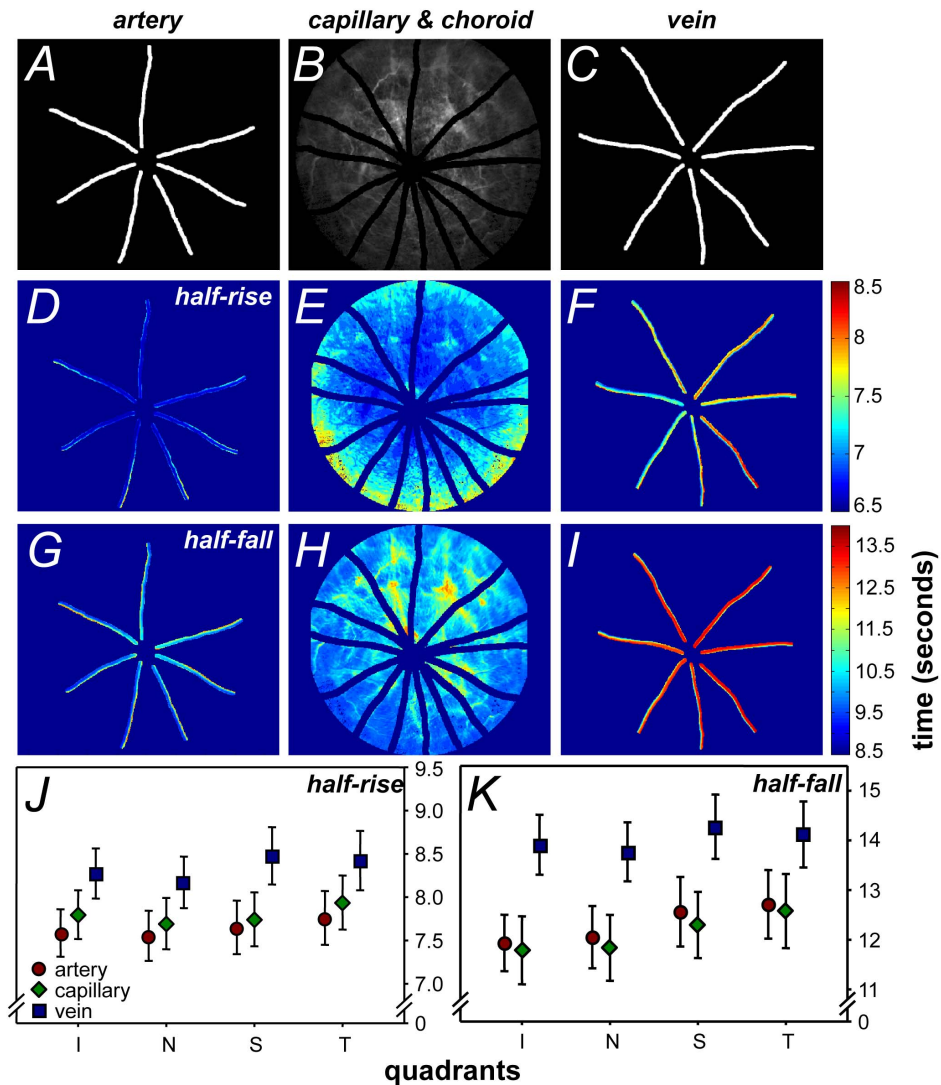 artery
capillary & choroid
vein
A
B
C
D
half-rise
E
F
8.5
8
7.5
7
6.5
G
half-fall
H
I
13.5
12.5
11.5
10.5
9.5
8.5
time (seconds)
J
half-rise
9.5
9.0
8.5
8.0
7.5
7.0
0
artery
capillary
vein
I
N
S
T
K
half-fall
15
14
13
12
11
0
I
N
S
T
quadrants